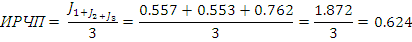 ИРЧП = J₁₊J₂₊J₃ / 3 = 0.557 + 0.553 + 0.762 / 3 = 1.872 / 3 = 0.624